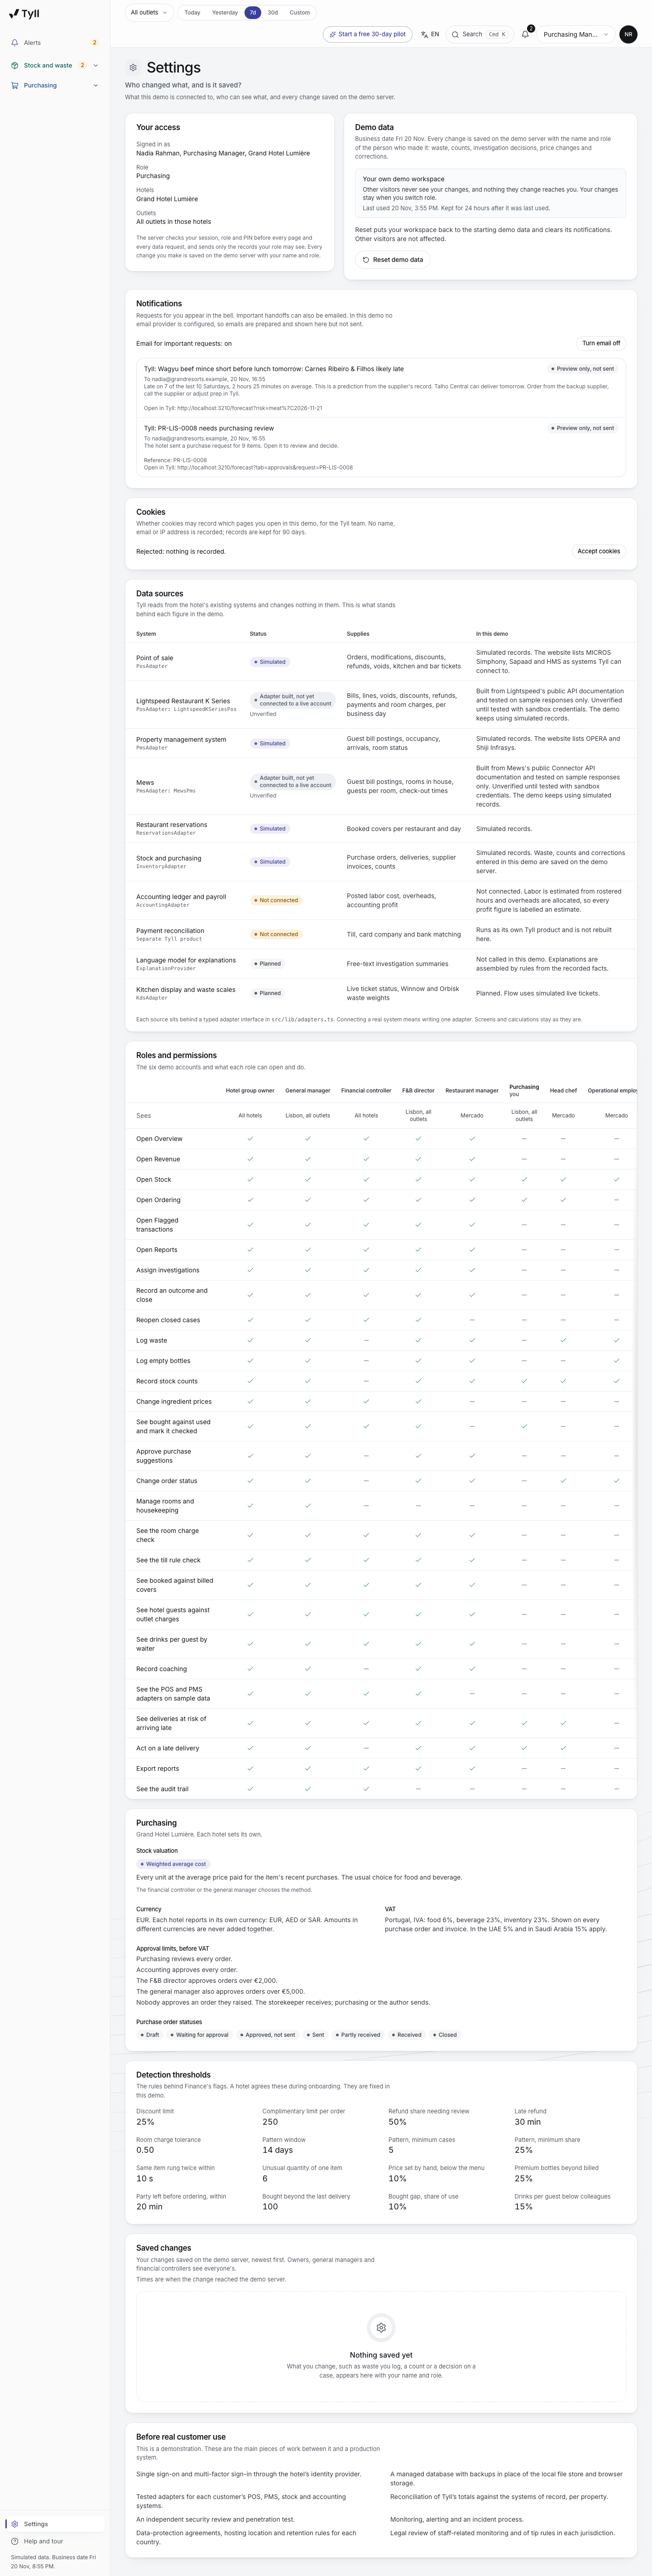 Tyll
All outlets
Today Yesterday 7d 30d Custom
Start a free 30-day pilot
EN
Search Cmd K
2
Purchasing Man...
NR
Alerts 2
Stock and waste 2
Purchasing
Settings
Who changed what, and is it saved?
What this demo is connected to, who can see what, and every change saved on the demo server.
Your access
Signed in as
Nadia Rahman, Purchasing Manager, Grand Hotel Lumière
Role
Purchasing
Hotels
Grand Hotel Lumière
Outlets
All outlets in those hotels
The server checks your session, role and PIN before every page and
every data request, and sends only the records your role may see. Every
change you make is saved on the demo server with your name and role.
Demo data
Business date Fri 20 Nov. Every change is saved on the demo server with the name and role
of the person who made it: waste, counts, investigation decisions, price changes and
corrections.
Your own demo workspace
Other visitors never see your changes, and nothing they change reaches you. Your changes
stay when you switch role.
Last used 20 Nov, 3:55 PM. Kept for 24 hours after it was last used.
Reset puts your workspace back to the starting demo data and clears its notifications.
Other visitors are not affected.
Reset demo data
Notifications
Requests for you appear in the bell. Important handoffs can also be emailed. In this demo no
email provider is configured, so emails are prepared and shown here but not sent.
Email for important requests: on
Turn email off
Tyll: Wagyu beef mince short before lunch tomorrow: Carnes Ribeiro & Filhos likely late
Preview only, not sent
To nadia@grandresorts.example, 20 Nov, 16:55
Late on 7 of the last 10 Saturdays, 2 hours 25 minutes on average. This is a prediction from the supplier's record. Talho Central can deliver tomorrow. Order from the backup supplier,
call the supplier or adjust prep in Tyll.
Open in Tyll: http://localhost:3210/forecast?risk=meat%7C2026-11-21
Tyll: PR-LIS-0008 needs purchasing review
Preview only, not sent
To nadia@grandresorts.example, 20 Nov, 16:55
The hotel sent a purchase request for 9 items. Open it to review and decide.
Reference: PR-LIS-0008
Open in Tyll: http://localhost:3210/forecast?tab=approvals&request=PR-LIS-0008
Cookies
Whether cookies may record which pages you open in this demo, for the Tyll team. No name,
email or IP address is recorded; records are kept for 90 days.
Rejected: nothing is recorded.
Accept cookies
Data sources
Tyll reads from the hotel's existing systems and changes nothing in them. This is what stands
behind each figure in the demo.
System Status Supplies In this demo
Point of sale
PosAdapter
Simulated
Orders, modifications, discounts,
refunds, voids, kitchen and bar tickets
Simulated records. The website lists MICROS
Simphony, Sapaad and HMS as systems Tyll can
connect to.
Lightspeed Restaurant K Series
PosAdapter: LightspeedKSeriesPos
Adapter built, not yet
connected to a live account
Unverified
Bills, lines, voids, discounts, refunds,
payments and room charges, per
business day
Built from Lightspeed's public API documentation
and tested on sample responses only. Unverified
until tested with sandbox credentials. The demo
keeps using simulated records.
Property management system
PmsAdapter
Simulated
Guest bill postings, occupancy,
arrivals, room status
Simulated records. The website lists OPERA and
Shiji Infrasys.
Mews
PmsAdapter: MewsPms
Adapter built, not yet
connected to a live account
Unverified
Guest bill postings, rooms in house,
guests per room, check-out times
Built from Mews's public Connector API
documentation and tested on sample responses
only. Unverified until tested with sandbox
credentials. The demo keeps using simulated
records.
Restaurant reservations
ReservationsAdapter
Simulated
Booked covers per restaurant and day
Simulated records.
Stock and purchasing
InventoryAdapter
Simulated
Purchase orders, deliveries, supplier
invoices, counts
Simulated records. Waste, counts and corrections
entered in this demo are saved on the demo
server.
Accounting ledger and payroll
AccountingAdapter
Not connected
Posted labor cost, overheads,
accounting profit
Not connected. Labor is estimated from rostered
hours and overheads are allocated, so every
profit figure is labelled an estimate.
Payment reconciliation
Separate Tyll product
Not connected
Till, card company and bank matching
Runs as its own Tyll product and is not rebuilt
here.
Language model for explanations
ExplanationProvider
Planned
Free-text investigation summaries
Not called in this demo. Explanations are
assembled by rules from the recorded facts.
Kitchen display and waste scales
KdsAdapter
Planned
Live ticket status, Winnow and Orbisk
waste weights
Planned. Flow uses simulated live tickets.
Each source sits behind a typed adapter interface in src/lib/adapters.ts. Connecting a real system means writing one adapter. Screens and calculations stay as they are.
Roles and permissions
The six demo accounts and what each role can open and do.
Hotel group owner General manager Financial controller F&B director Restaurant manager Purchasing you Head chef Operational employ
Sees All hotels Lisbon, all outlets All hotels Lisbon, all outlets Mercado Lisbon, all outlets Mercado Mercado
Open Overview
Open Revenue
Open Stock
Open Ordering
Open Flagged
transactions
Open Reports
Assign investigations
Record an outcome and
close
Reopen closed cases
Log waste
Log empty bottles
Record stock counts
Change ingredient prices
See bought against used
and mark it checked
Approve purchase
suggestions
Change order status
Manage rooms and
housekeeping
See the room charge
check
See the till rule check
See booked against billed
covers
See hotel guests against
outlet charges
See drinks per guest by
waiter
Record coaching
See the POS and PMS
adapters on sample data
See deliveries at risk of
arriving late
Act on a late delivery
Export reports
See the audit trail
Purchasing
Grand Hotel Lumière. Each hotel sets its own.
Stock valuation
Weighted average cost
Every unit at the average price paid for the item's recent purchases. The usual choice for food and beverage.
The financial controller or the general manager chooses the method.
Currency
EUR. Each hotel reports in its own currency: EUR, AED or SAR. Amounts in
different currencies are never added together.
VAT
Portugal, IVA: food 6%, beverage 23%, inventory 23%. Shown on every
purchase order and invoice. In the UAE 5% and in Saudi Arabia 15% apply.
Approval limits, before VAT
Purchasing reviews every order.
Accounting approves every order.
The F&B director approves orders over €2,000.
The general manager also approves orders over €5,000.
Nobody approves an order they raised. The storekeeper receives; purchasing or the author sends.
Purchase order statuses
Draft Waiting for approval Approved, not sent Sent Partly received Received Closed
Detection thresholds
The rules behind Finance's flags. A hotel agrees these during onboarding. They are fixed in
this demo.
Discount limit Complimentary limit per order Refund share needing review Late refund
25% 250 50% 30 min
Room charge tolerance Pattern window Pattern, minimum cases Pattern, minimum share
0.50 14 days 5 25%
Same item rung twice within Unusual quantity of one item Price set by hand, below the menu Premium bottles beyond billed
10 s 6 10% 25%
Party left before ordering, within Bought beyond the last delivery Bought gap, share of use Drinks per guest below colleagues
20 min 100 10% 15%
Saved changes
Your changes saved on the demo server, newest first. Owners, general managers and
financial controllers see everyone's.
Times are when the change reached the demo server.
Nothing saved yet
What you change, such as waste you log, a count or a decision on a
case, appears here with your name and role.
Before real customer use
This is a demonstration. These are the main pieces of work between it and a production
system.
Single sign-on and multi-factor sign-in through the hotel's identity provider.
A managed database with backups in place of the local file store and browser
storage.
Tested adapters for each customer's POS, PMS, stock and accounting
systems.
Reconciliation of Tyll's totals against the systems of record, per property.
An independent security review and penetration test.
Monitoring, alerting and an incident process.
Data-protection agreements, hosting location and retention rules for each
country.
Legal review of staff-related monitoring and of tip rules in each jurisdiction.
Settings
Help and tour
Simulated data. Business date Fri
20 Nov, 8:55 PM.